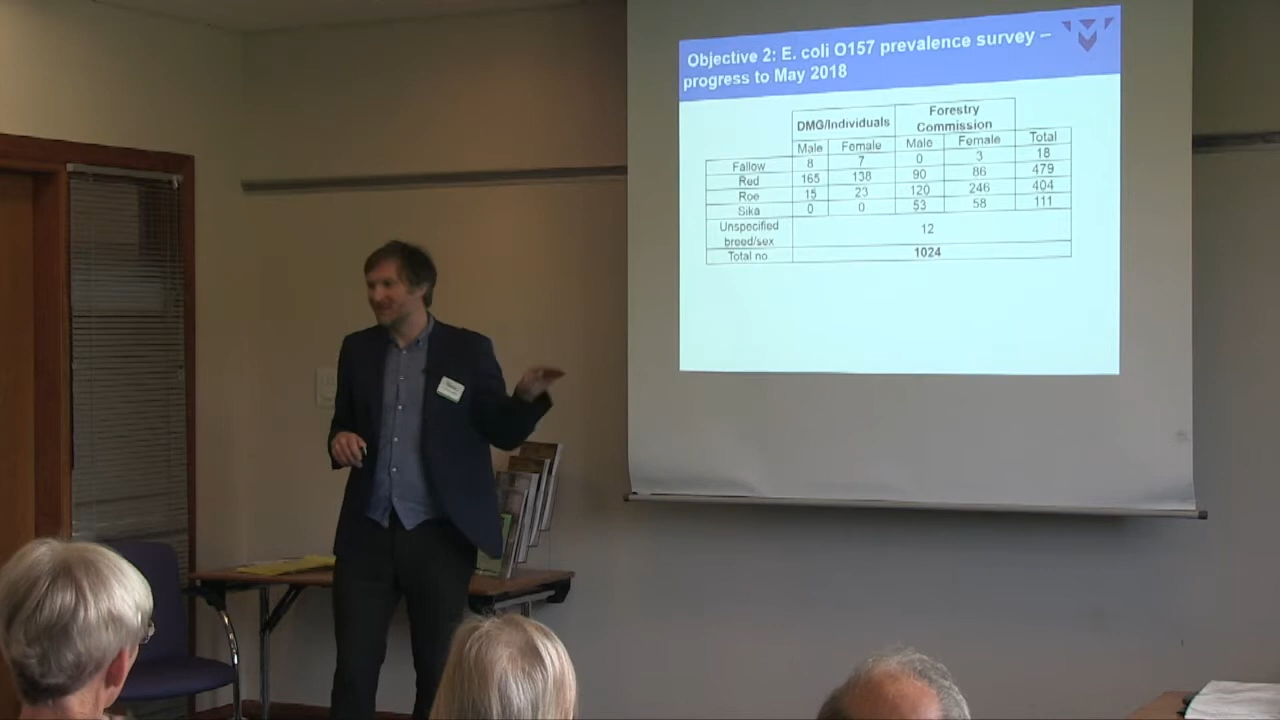 Objective 2: E. coli O157 prevalence survey –
progress to May 2018
DMG/Individuals Forestry Commission
Male Female Male Female Total
Fallow 8 7 0 3 18
Red 165 138 90 86 479
Roe 15 23 120 246 404
Sika 0 0 53 58 111
Unspecified breed/sex 12
Total no 1024